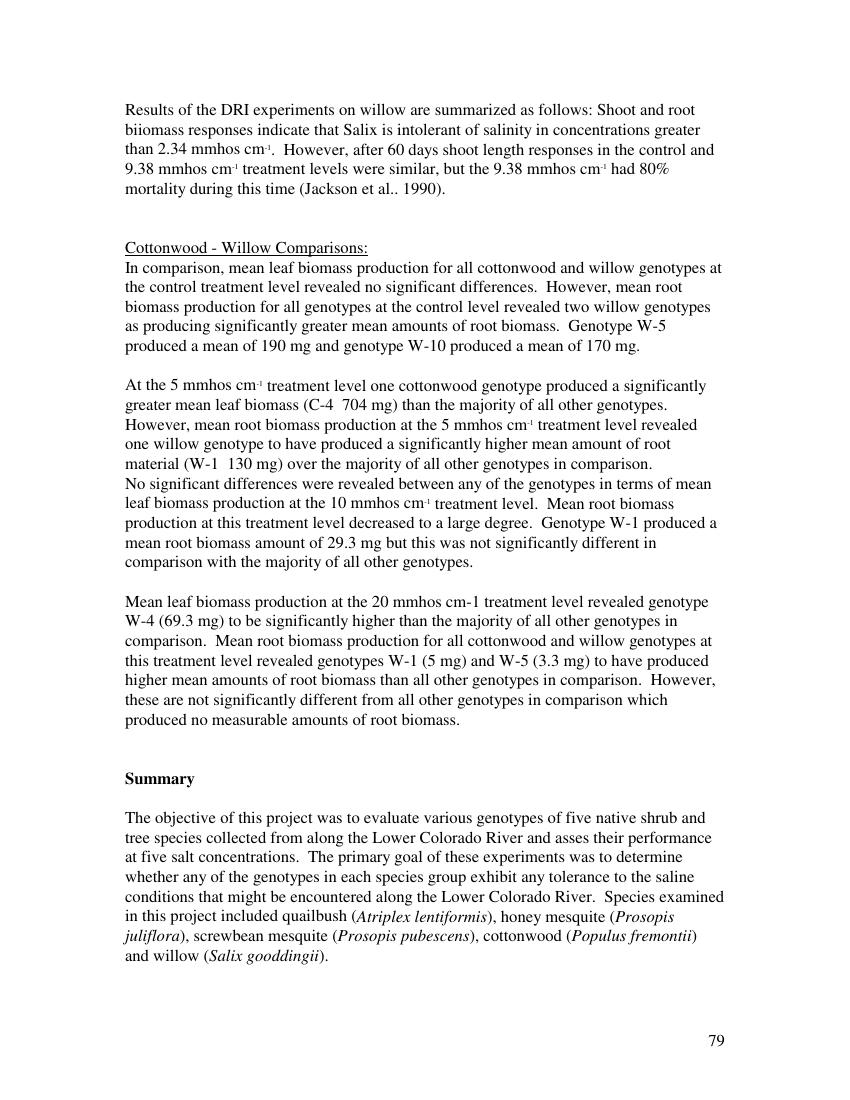 Results of the DRI experiments on willow are summarized as follows: Shoot and root
biiomass responses indicate that Salix is intolerant of salinity in concentrations greater
than 2.34 mmhos cm-1. However, after 60 days shoot length responses in the control and
9.38 mmhos cm-1 treatment levels were similar, but the 9.38 mmhos cm-1 had 80%
mortality during this time (Jackson et al.. 1990).
Cottonwood - Willow Comparisons:
In comparison, mean leaf biomass production for all cottonwood and willow genotypes at
the control treatment level revealed no significant differences. However, mean root
biomass production for all genotypes at the control level revealed two willow genotypes
as producing significantly greater mean amounts of root biomass. Genotype W-5
produced a mean of 190 mg and genotype W-10 produced a mean of 170 mg.
At the 5 mmhos cm-1 treatment level one cottonwood genotype produced a significantly
greater mean leaf biomass (C-4 704 mg) than the majority of all other genotypes.
However, mean root biomass production at the 5 mmhos cm-1 treatment level revealed
one willow genotype to have produced a significantly higher mean amount of root
material (W-1 130 mg) over the majority of all other genotypes in comparison.
No significant differences were revealed between any of the genotypes in terms of mean
leaf biomass production at the 10 mmhos cm-1 treatment level. Mean root biomass
production at this treatment level decreased to a large degree. Genotype W-1 produced a
mean root biomass amount of 29.3 mg but this was not significantly different in
comparison with the majority of all other genotypes.
Mean leaf biomass production at the 20 mmhos cm-1 treatment level revealed genotype
W-4 (69.3 mg) to be significantly higher than the majority of all other genotypes in
comparison. Mean root biomass production for all cottonwood and willow genotypes at
this treatment level revealed genotypes W-1 (5 mg) and W-5 (3.3 mg) to have produced
higher mean amounts of root biomass than all other genotypes in comparison. However,
these are not significantly different from all other genotypes in comparison which
produced no measurable amounts of root biomass.
Summary
The objective of this project was to evaluate various genotypes of five native shrub and
tree species collected from along the Lower Colorado River and asses their performance
at five salt concentrations. The primary goal of these experiments was to determine
whether any of the genotypes in each species group exhibit any tolerance to the saline
conditions that might be encountered along the Lower Colorado River. Species examined
in this project included quailbush (Atriplex lentiformis), honey mesquite (Prosopis
juliflora), screwbean mesquite (Prosopis pubescens), cottonwood (Populus fremontii)
and willow (Salix gooddingii).
79